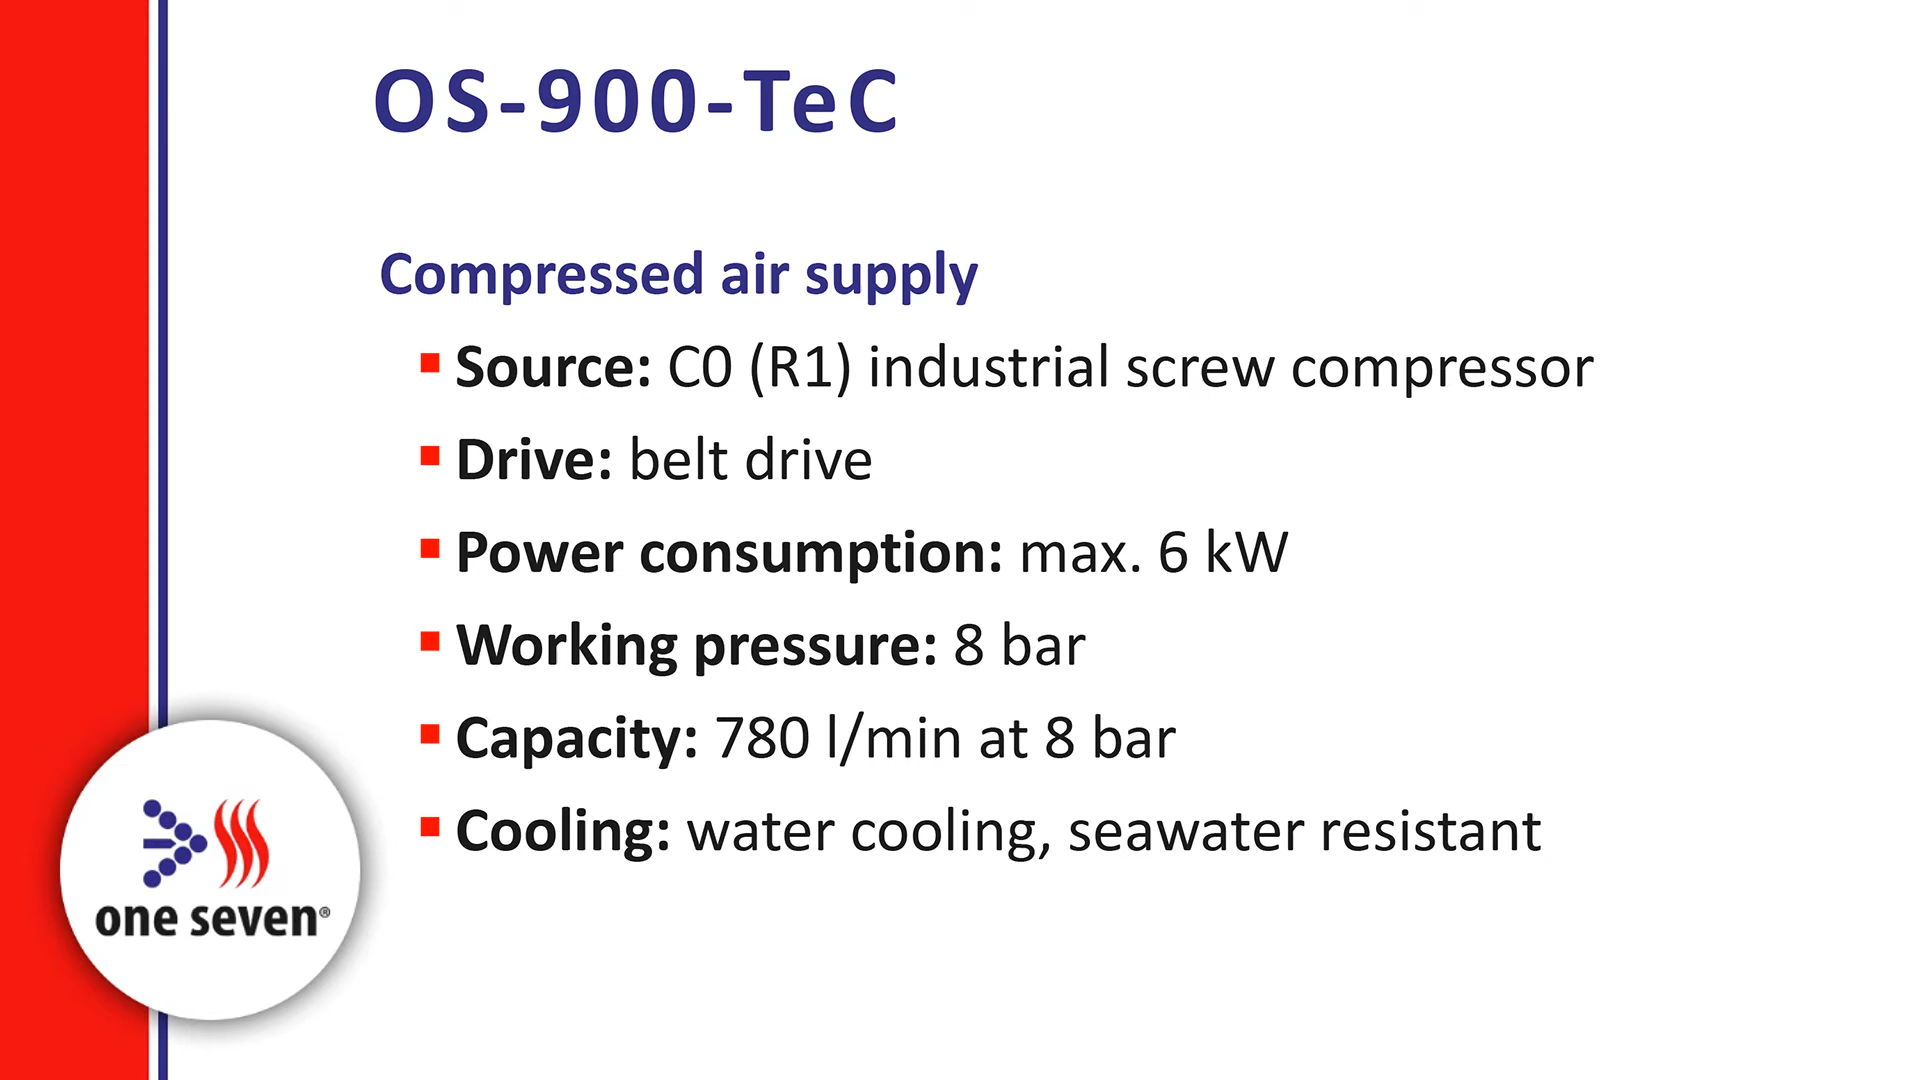 OS-900-TeC
Compressed air supply
Source: C0 (R1) industrial screw compressor
Drive: belt drive
Power consumption: max. 6 kW
Working pressure: 8 bar
Capacity: 780 l/min at 8 bar
Cooling: water cooling, seawater resistant
one seven®